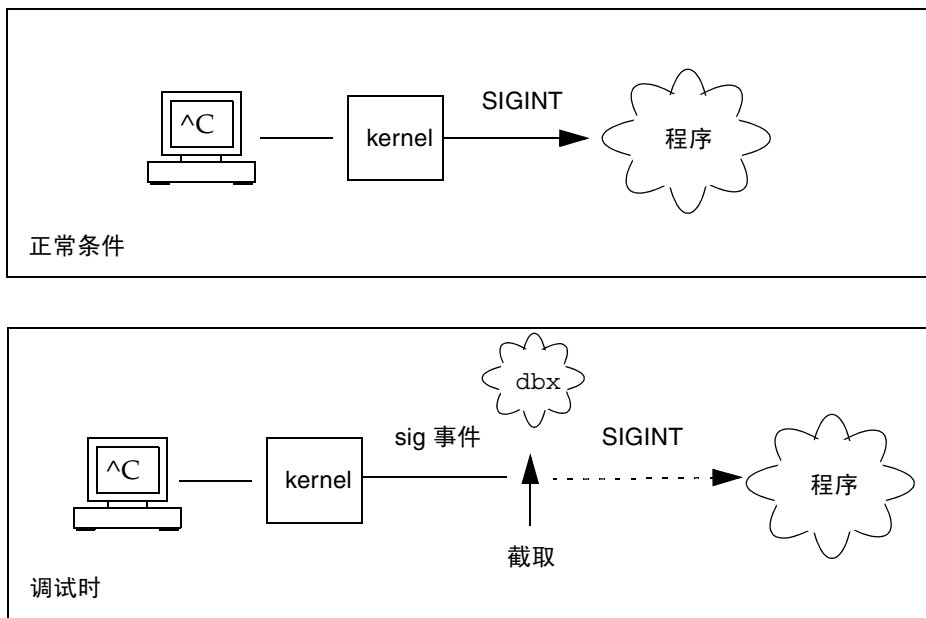 SIGINT
^C
kernel
程序
正常条件
dbx
sig 事件
SIGINT
^C
kernel
程序
截取
调试时